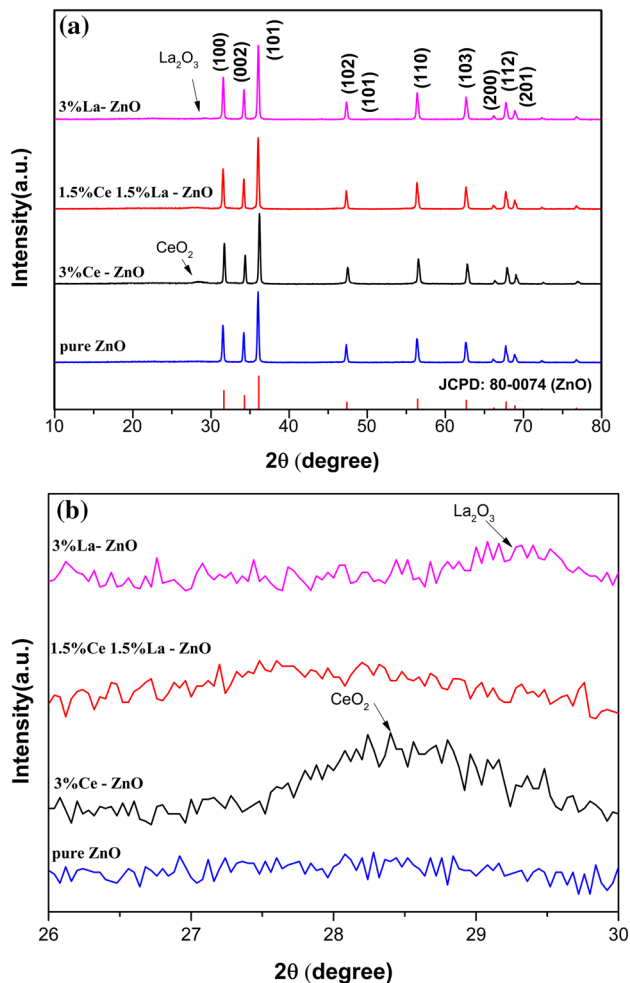 (a)
(100)
(002)
(101)
(102)
(101)
(110)
(103)
(200)
(112)
(201)
La₂O₃
3%La- ZnO
1.5%Ce 1.5%La - ZnO
CeO₂
3%Ce - ZnO
pure ZnO
JCPD: 80-0074 (ZnO)
Intensity(a.u.)
10 20 30 40 50 60 70 80
2θ (degree)
(b)
La₂O₃
3%La- ZnO
1.5%Ce 1.5%La - ZnO
CeO₂
3%Ce - ZnO
pure ZnO
Intensity(a.u.)
26 27 28 29 30
2θ (degree)